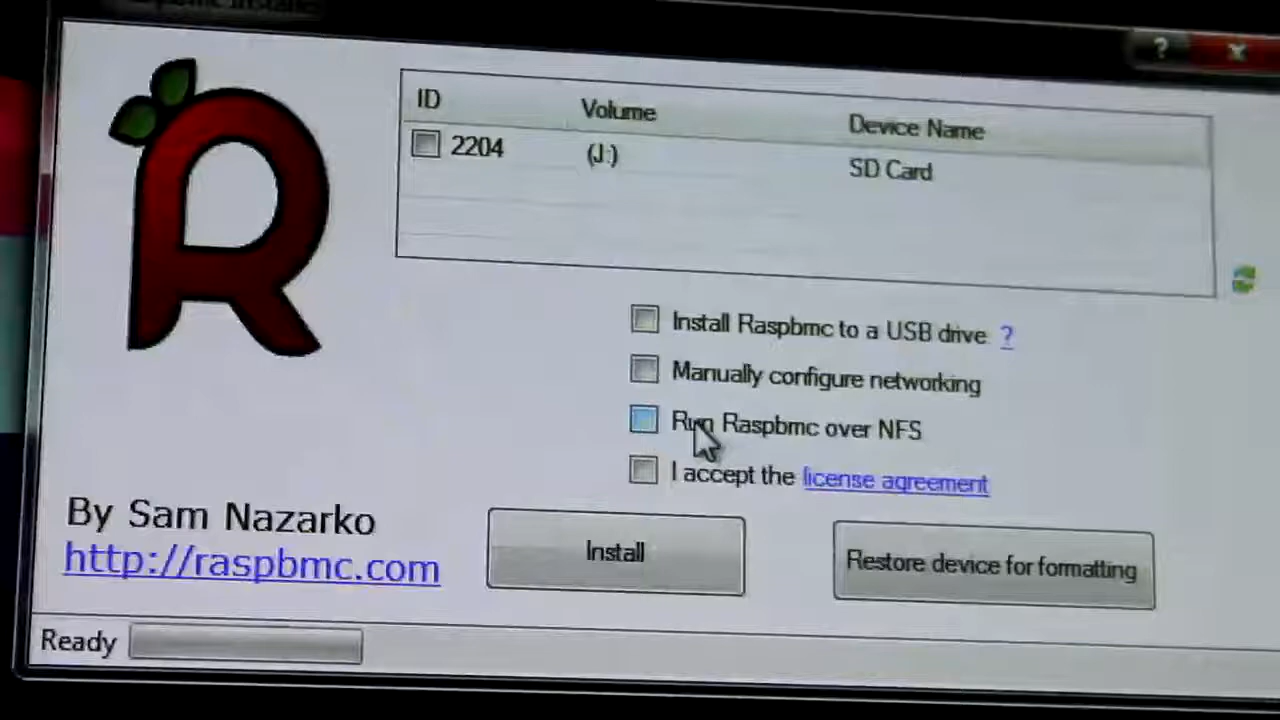 ID Volume Device Name
2204 (J:) SD Card
Install Raspbmc to a USB drive ?
Manually configure networking
Run Raspbmc over NFS
I accept the license agreement
By Sam Nazarko
http://raspbmc.com
Install Restore device for formatting
Ready